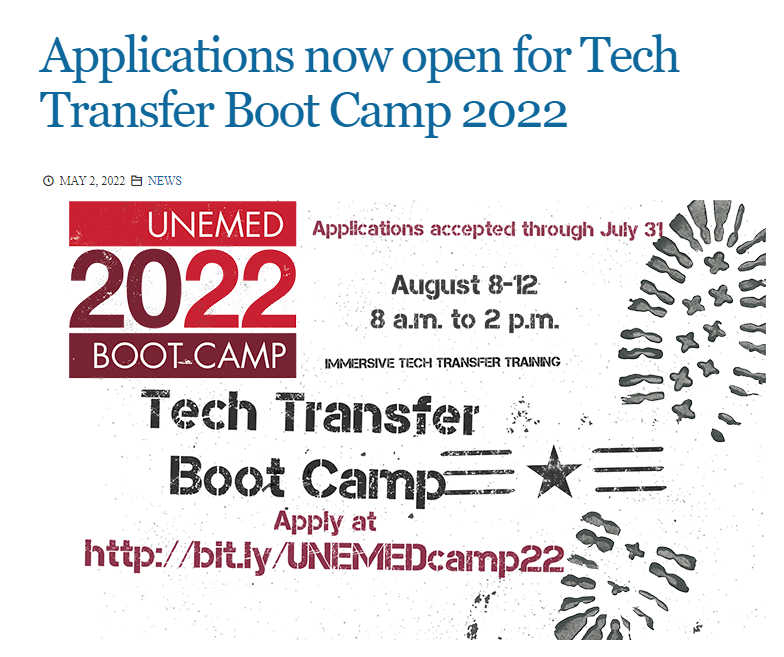 Applications now open for Tech
Transfer Boot Camp 2022
MAY 2, 2022 NEWS
UNEMED
2022
BOOT-CAMP
Applications accepted through July 31
August 8-12
8 a.m. to 2 p.m.
IMMERSIVE TECH TRANSFER TRAINING
Tech Transfer
Boot Camp
Apply at
http://bit.ly/UNEMEDcamp22